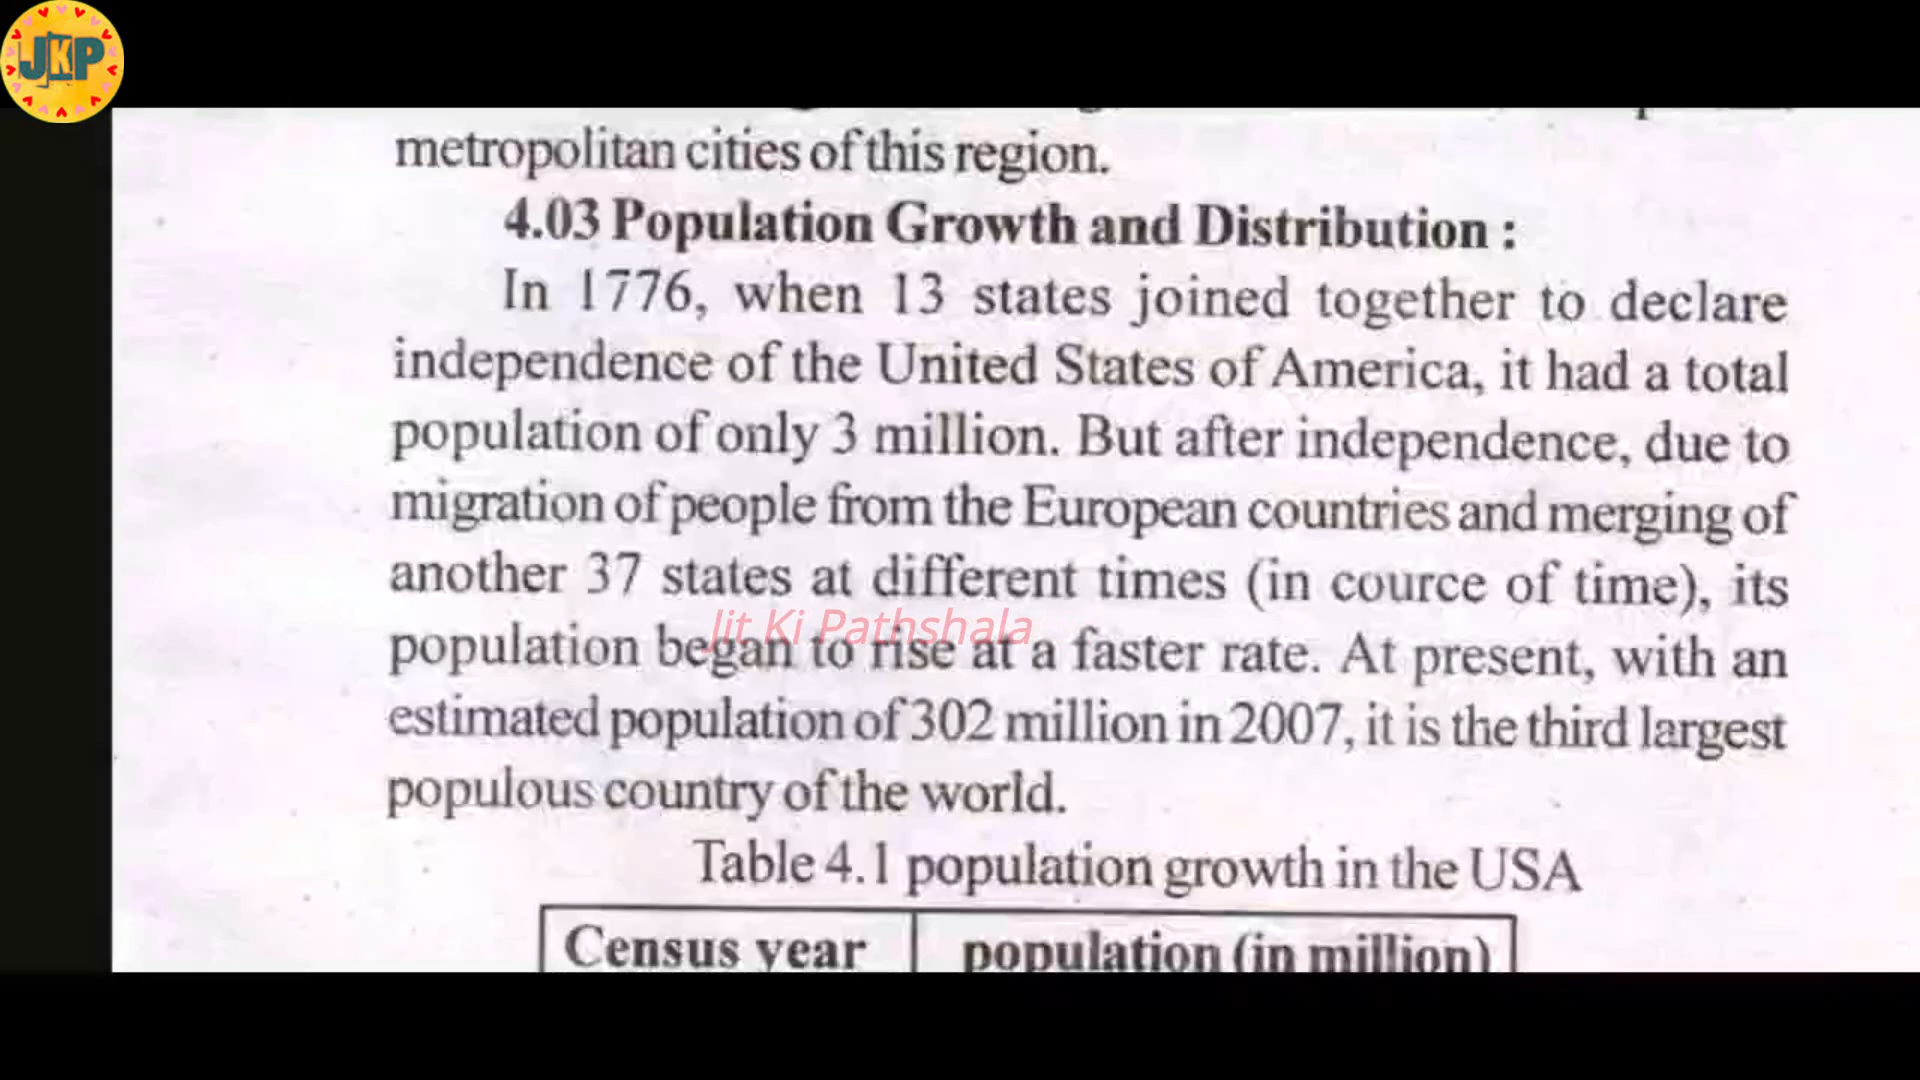 JKP
metropolitan cities of this region.
4.03 Population Growth and Distribution :
In 1776, when 13 states joined together to declare
independence of the United States of America, it had a total
population of only 3 million. But after independence, due to
migration of people from the European countries and merging of
another 37 states at different times (in cource of time), its
Jit Ki Pathshala
population began to rise at a faster rate. At present, with an
estimated population of 302 million in 2007, it is the third largest
populous country of the world.
Table 4.1 population growth in the USA
Census year population (in million)